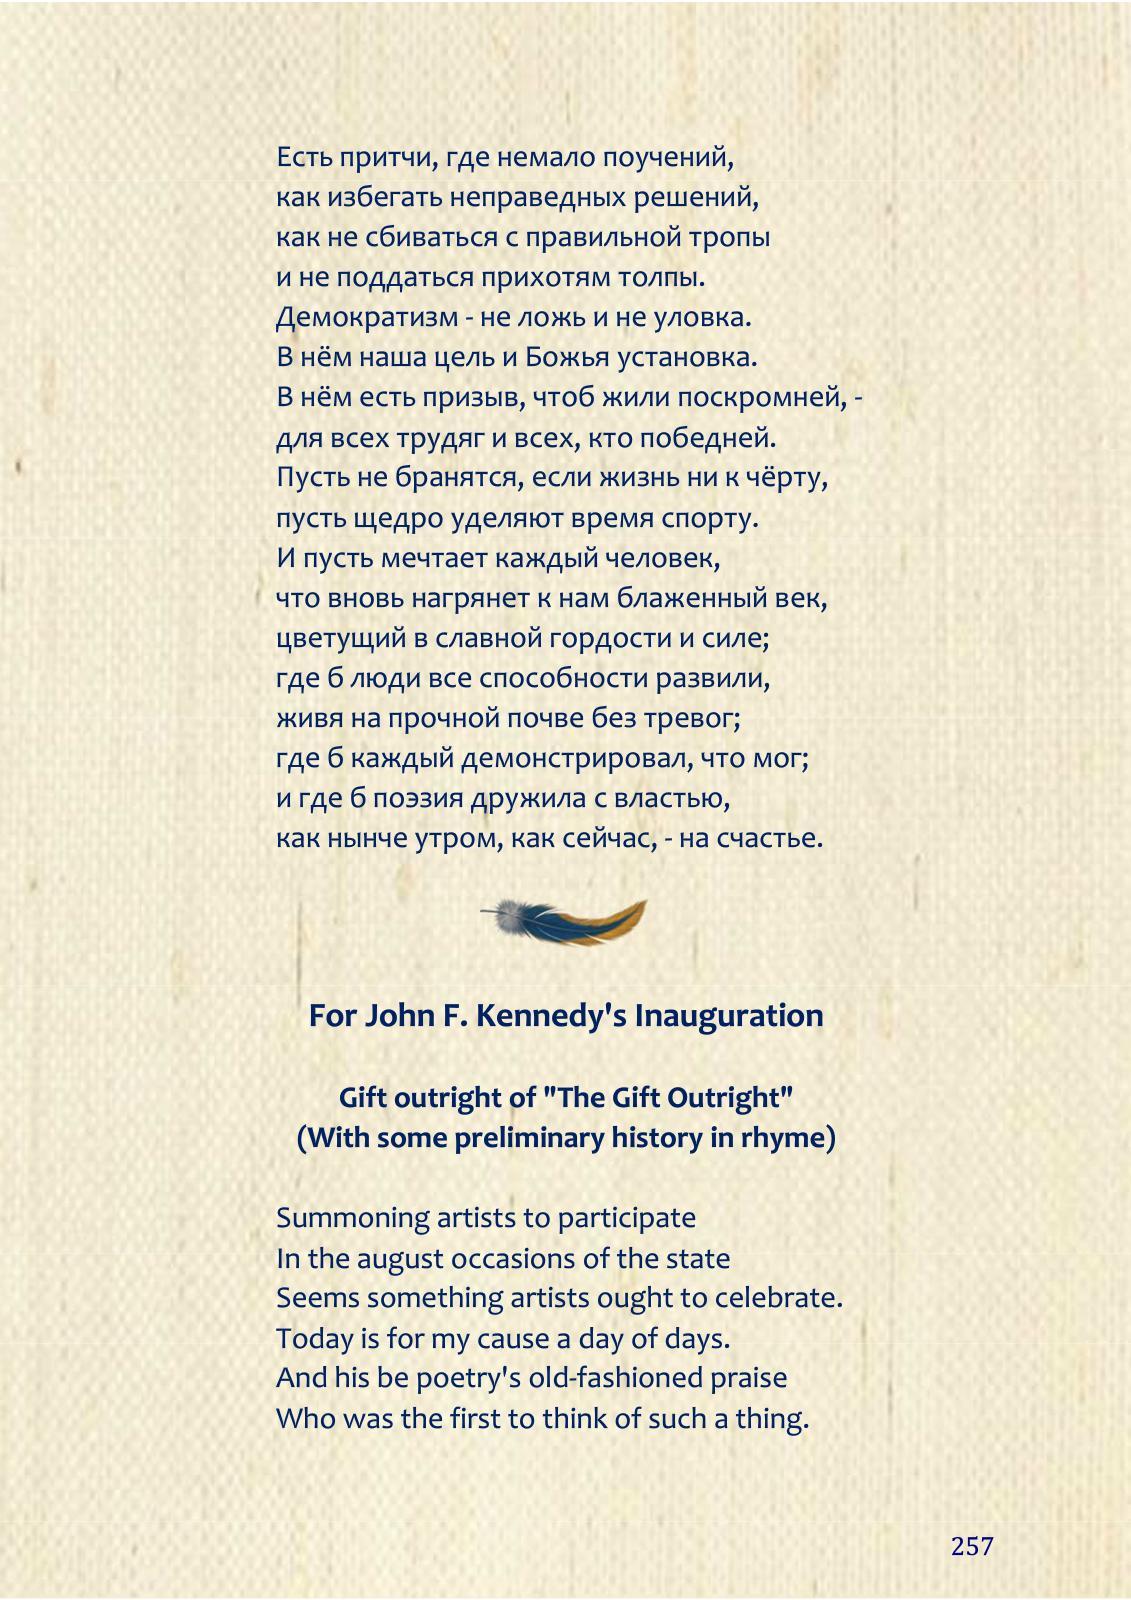 Есть притчи, где немало поучений,
как избегать неправедных решений,
как не сбиваться с правильной тропы
и не поддаться прихотям толпы.
Демократизм - не ложь и не уловка.
В нём наша цель и Божья установка.
В нём есть призыв, чтоб жили поскромней, -
для всех трудяг и всех, кто победней.
Пусть не бранятся, если жизнь ни к чёрту,
пусть щедро уделяют время спорту.
И пусть мечтает каждый человек,
что вновь нагрянет к нам блаженный век,
цветущий в славной гордости и силе;
где б люди все способности развили,
живя на прочной почве без тревог;
где б каждый демонстрировал, что мог;
и где б поэзия дружила с властью,
как нынче утром, как сейчас, - на счастье.
For John F. Kennedy's Inauguration
Gift outright of "The Gift Outright"
(With some preliminary history in rhyme)
Summoning artists to participate
In the august occasions of the state
Seems something artists ought to celebrate.
Today is for my cause a day of days.
And his be poetry's old-fashioned praise
Who was the first to think of such a thing.
257